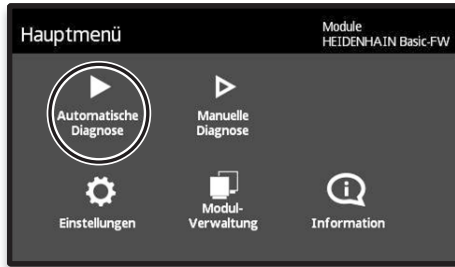 Hauptmenü
Module
HEIDENHAIN Basic-FW
Automatische
Diagnose
Manuelle
Diagnose
Einstellungen
Modul-
Verwaltung
Information